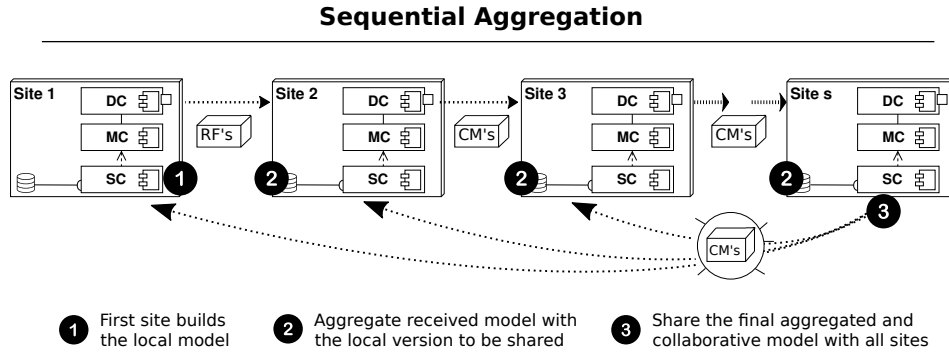 Sequential Aggregation
Site 1
DC
MC
SC
1
RF's
Site 2
DC
MC
SC
2
CM's
Site 3
DC
MC
SC
2
CM's
Site s
DC
MC
SC
2
3
CM's
1 First site builds
the local model
2 Aggregate received model with
the local version to be shared
3 Share the final aggregated and
collaborative model with all sites